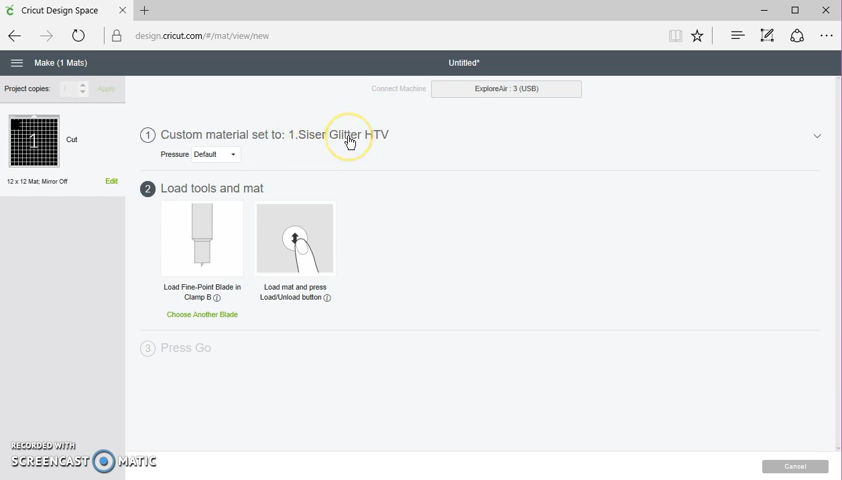 Cricut Design Space
design.cricut.com/#/mat/view/new
Make (1 Mats)
Untitled*
Project copies: 1 Apply
Connect Machine ExploreAir : 3 (USB)
1
Cut
12 x 12 Mat; Mirror Off Edit
1 Custom material set to: 1.Siser Glitter HTV
Pressure Default
2 Load tools and mat
Load Fine-Point Blade in
Clamp B
Choose Another Blade
Load mat and press
Load/Unload button
3 Press Go
RECORDED WITH
SCREENCAST MATIC
Cancel